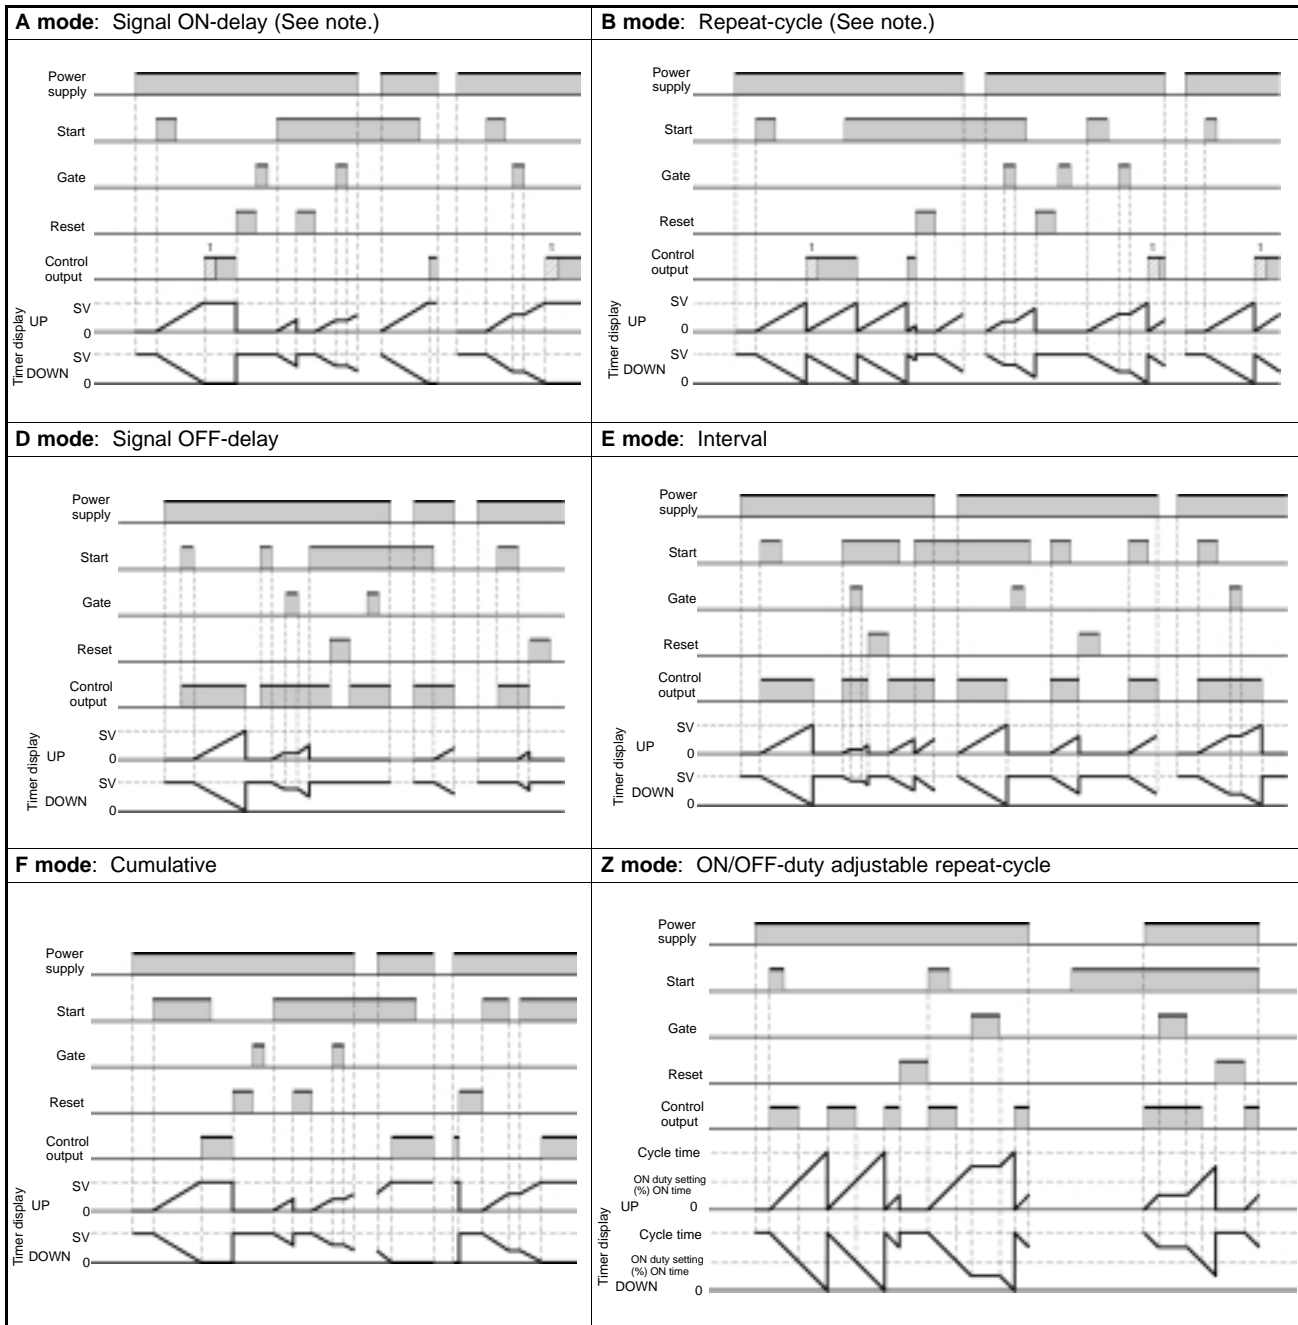 A mode: Signal ON-delay (See note.)
Power supply
Start
Gate
Reset
Control output
t
t
Timer display
UP
SV
0
DOWN
SV
0
B mode: Repeat-cycle (See note.)
Power supply
Start
Gate
Reset
Control output
t
t
t
Timer display
UP
SV
0
DOWN
SV
0
D mode: Signal OFF-delay
Power supply
Start
Gate
Reset
Control output
Timer display
UP
SV
0
DOWN
SV
0
E mode: Interval
Power supply
Start
Gate
Reset
Control output
Timer display
UP
SV
0
DOWN
SV
0
F mode: Cumulative
Power supply
Start
Gate
Reset
Control output
Timer display
UP
SV
0
DOWN
SV
0
Z mode: ON/OFF-duty adjustable repeat-cycle
Power supply
Start
Gate
Reset
Control output
Timer display
Cycle time
ON duty setting
(%) ON time
UP
0
Cycle time
ON duty setting
(%) ON time
DOWN
0